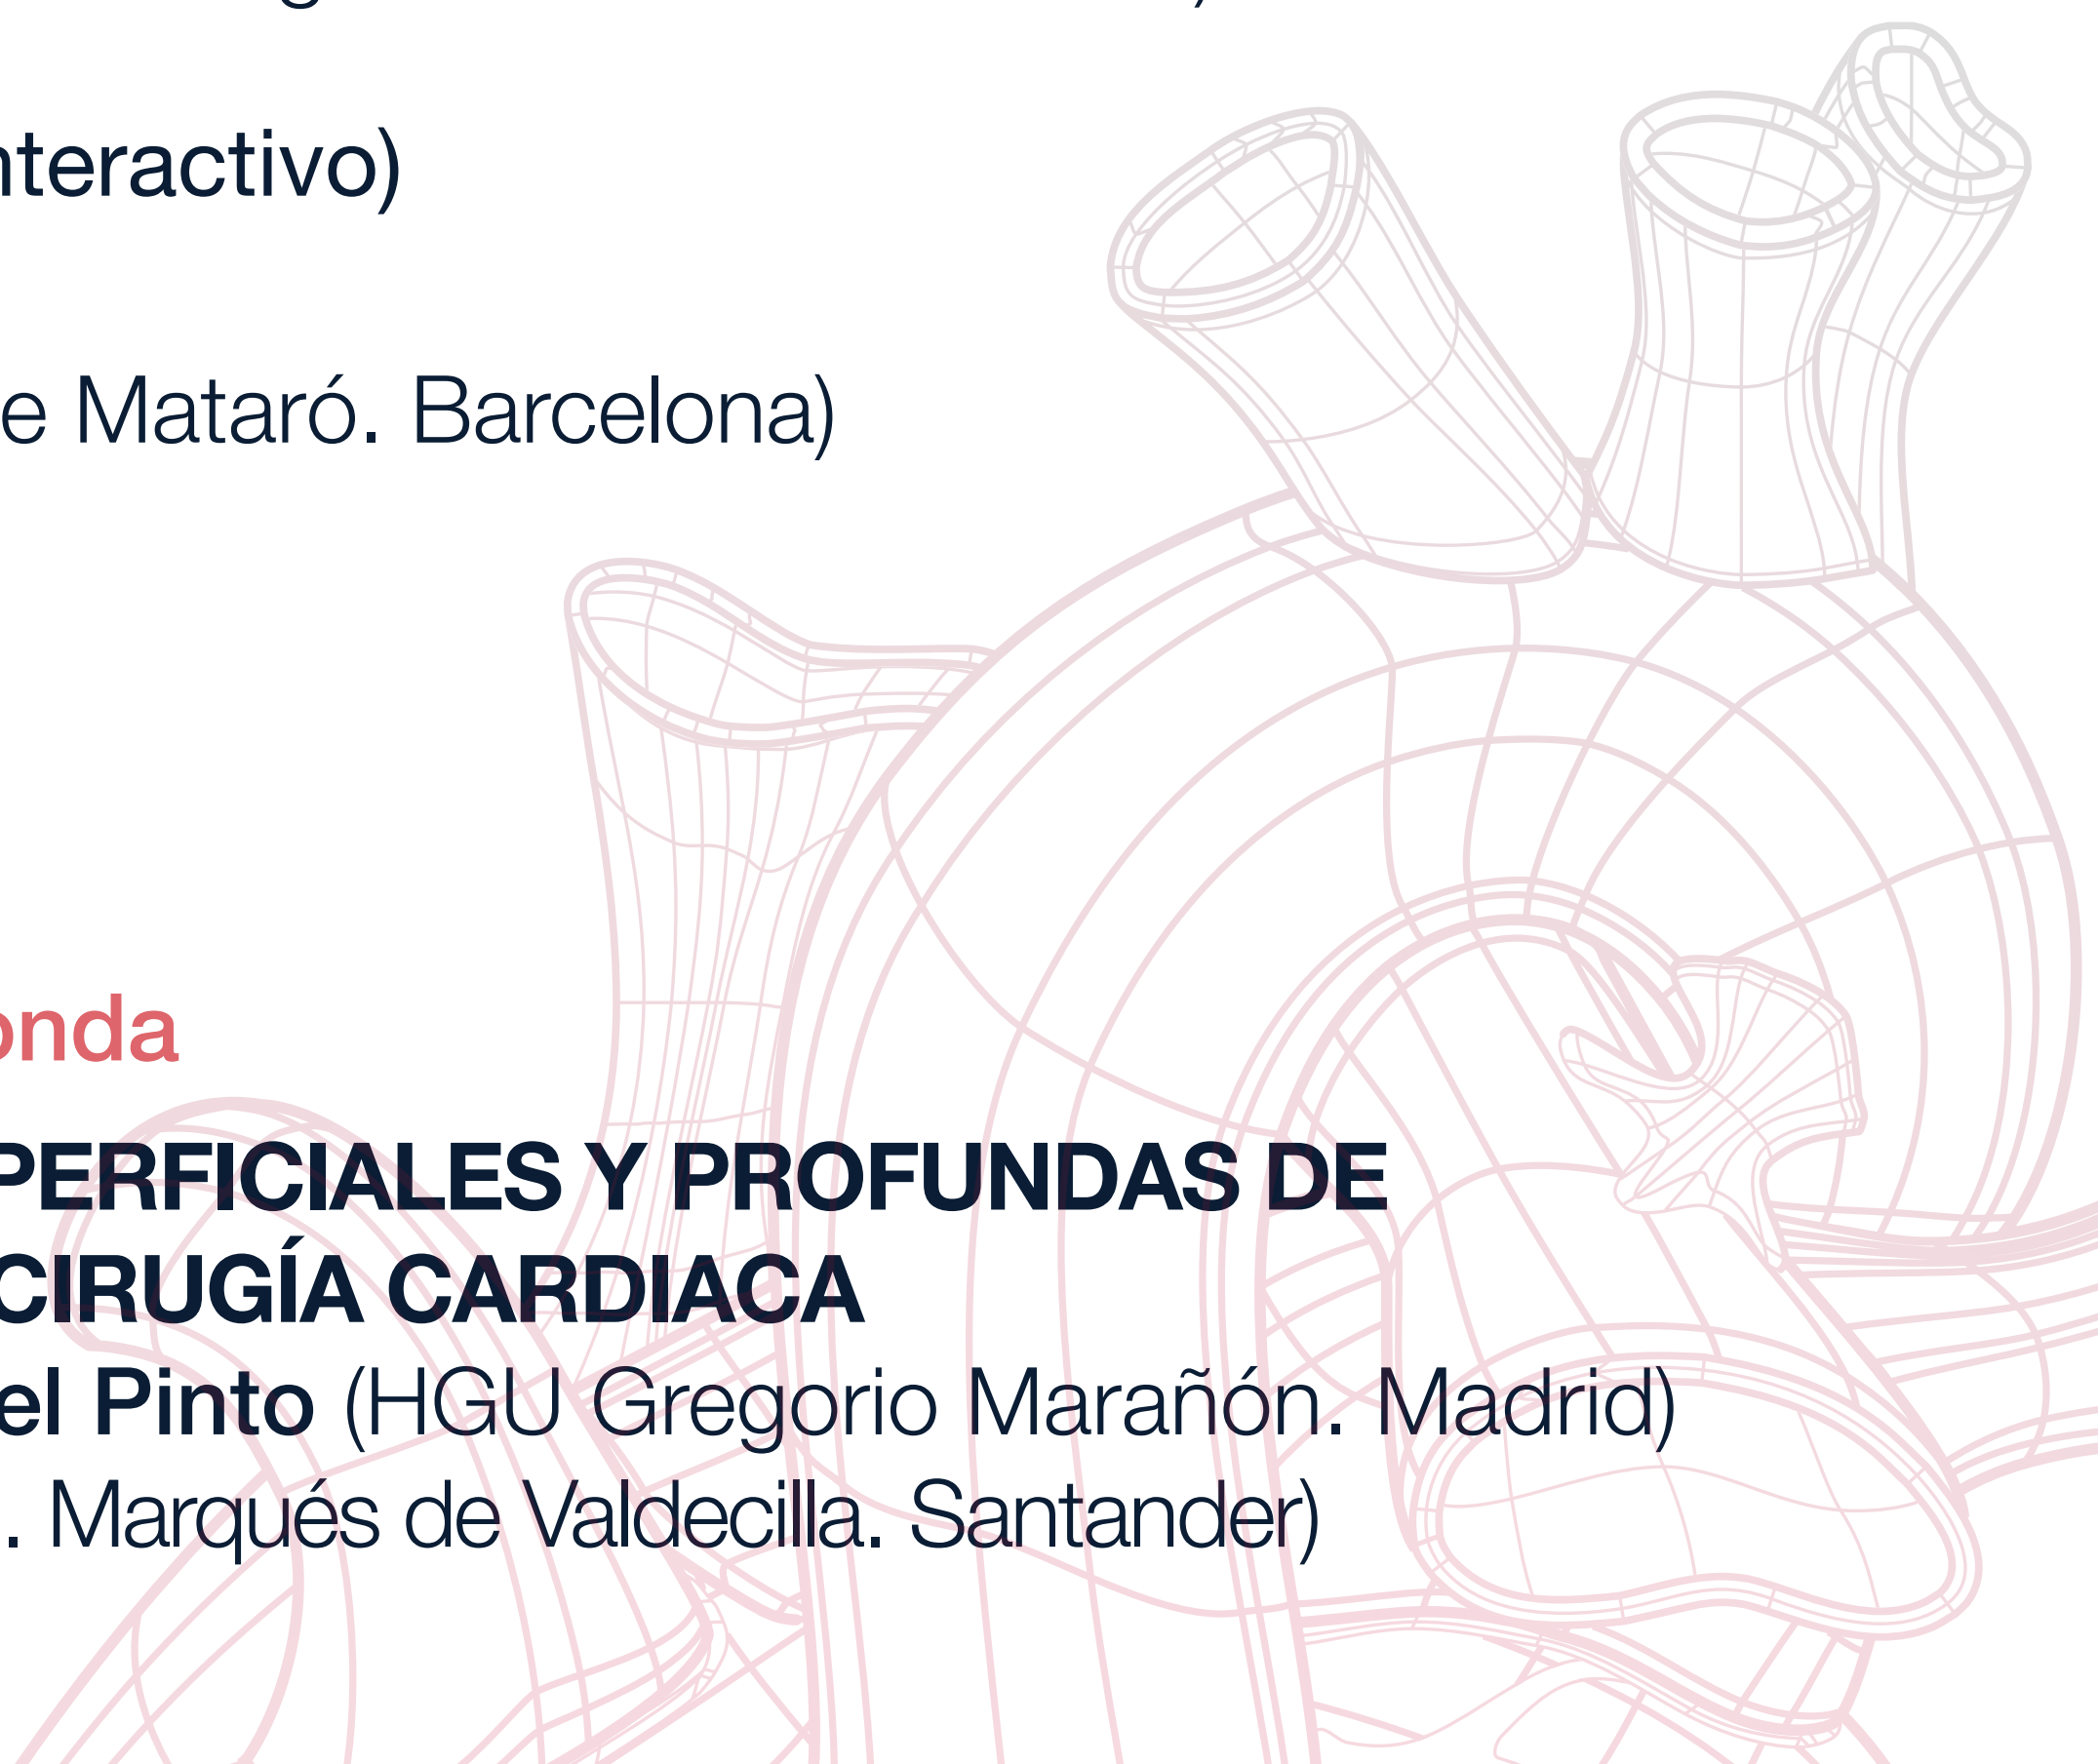 nteractivo)
e Mataró. Barcelona)
onda
PERFICIALES Y PROFUNDAS DE
CIRUGÍA CARDIACA
el Pinto (HGU Gregorio Marañón. Madrid)
. Marqués de Valdecilla. Santander)